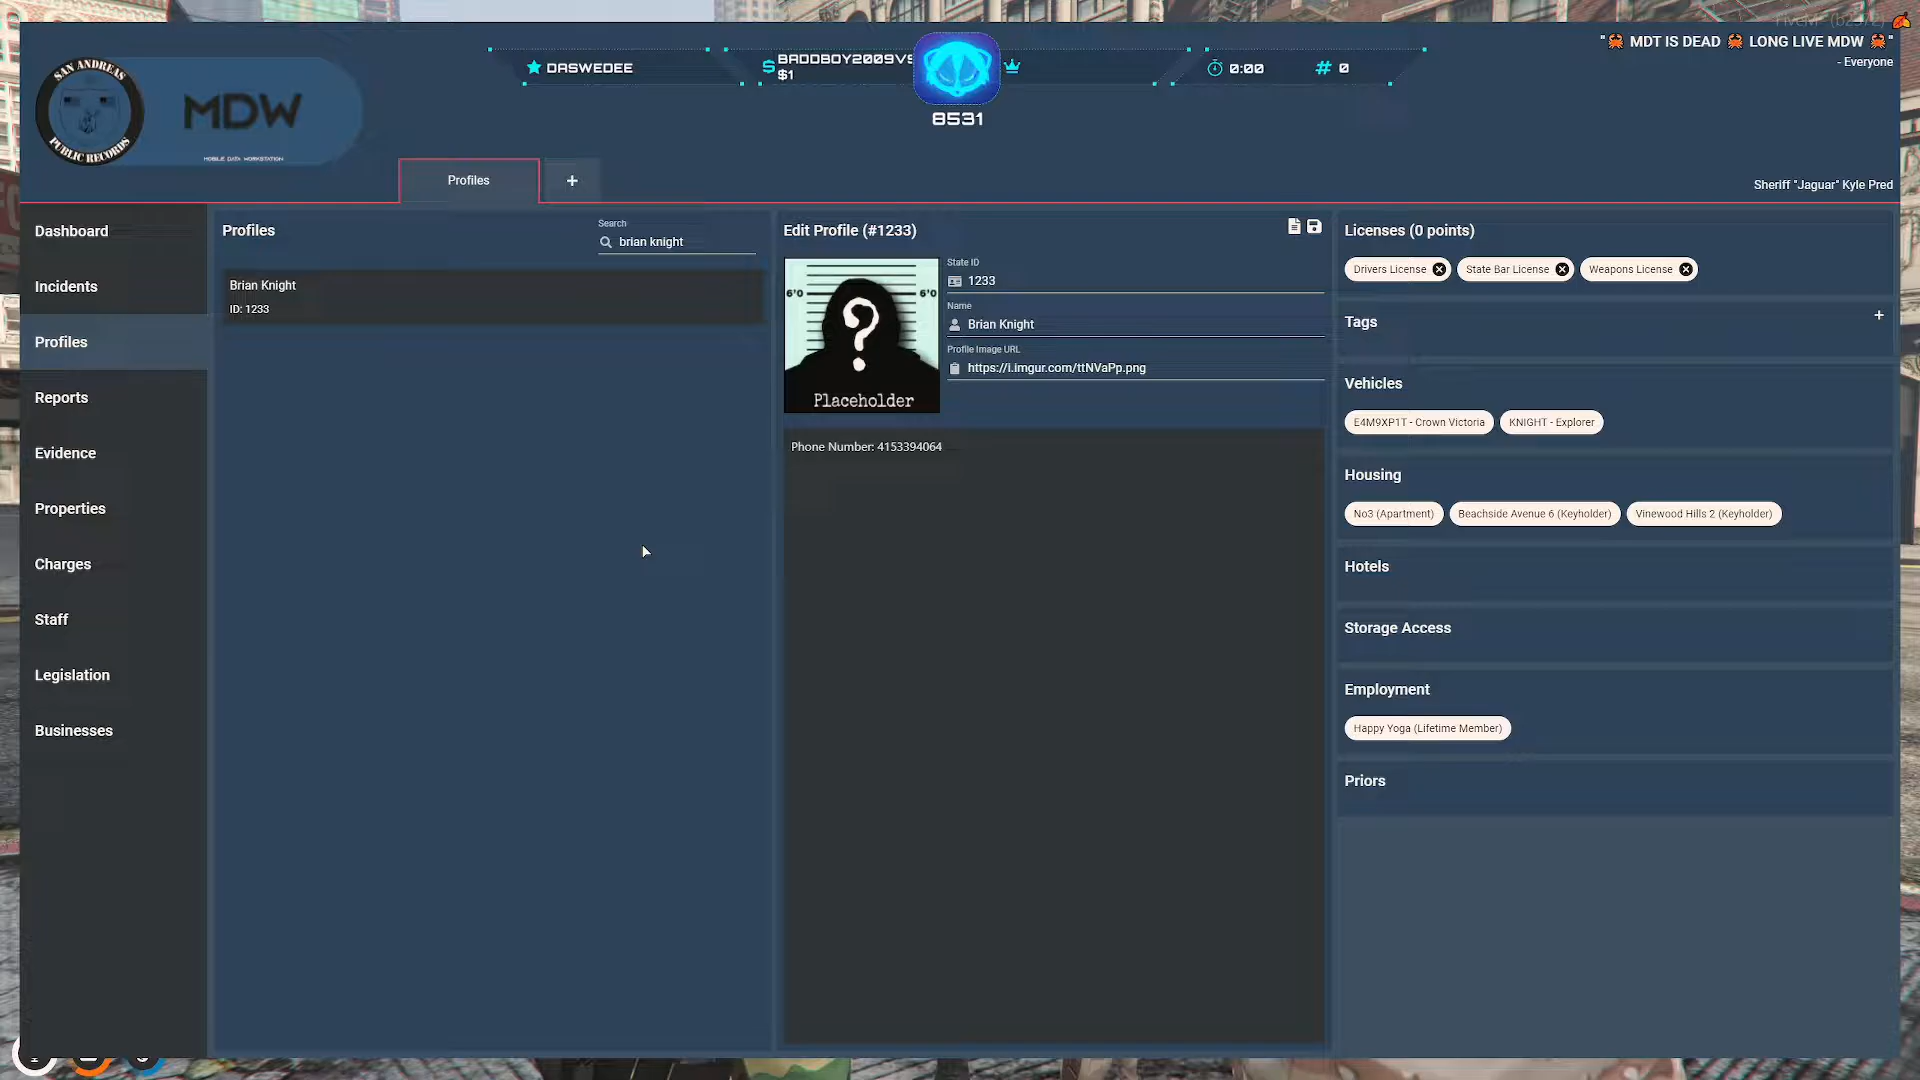 "🦀 MDT IS DEAD 🦀 LONG LIVE MDW 🦀"
- Everyone
SAN ANDREAS
PUBLIC RECORDS
MDW
MOBILE DATA WORKSTATION
DASWEDEE
$1
8531
0:00
# 0
Profiles
+
Sheriff "Jaguar" Kyle Pred
Dashboard
Incidents
Profiles
Reports
Evidence
Properties
Charges
Staff
Legislation
Businesses
Profiles
Search
brian knight
Brian Knight
ID: 1233
Edit Profile (#1233)
6'0 6'0
?
Placeholder
State ID
1233
Name
Brian Knight
Profile Image URL
https://i.imgur.com/ttNVaPp.png
Phone Number: 4153394064
Licenses (0 points)
Drivers License State Bar License Weapons License
Tags
+
Vehicles
E4M9XP1T - Crown Victoria KNIGHT - Explorer
Housing
No3 (Apartment) Beachside Avenue 6 (Keyholder) Vinewood Hills 2 (Keyholder)
Hotels
Storage Access
Employment
Happy Yoga (Lifetime Member)
Priors